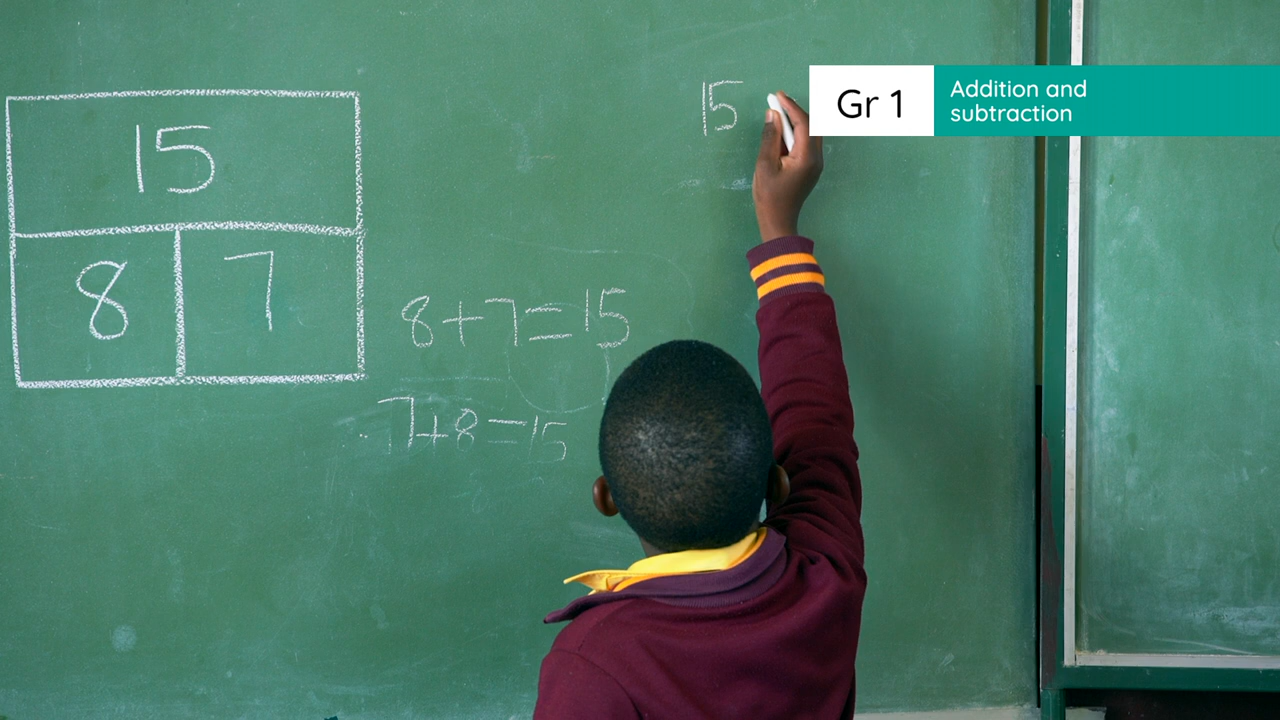 15
8 7
8+7=15
7+8=15
15
Gr 1
Addition and
subtraction